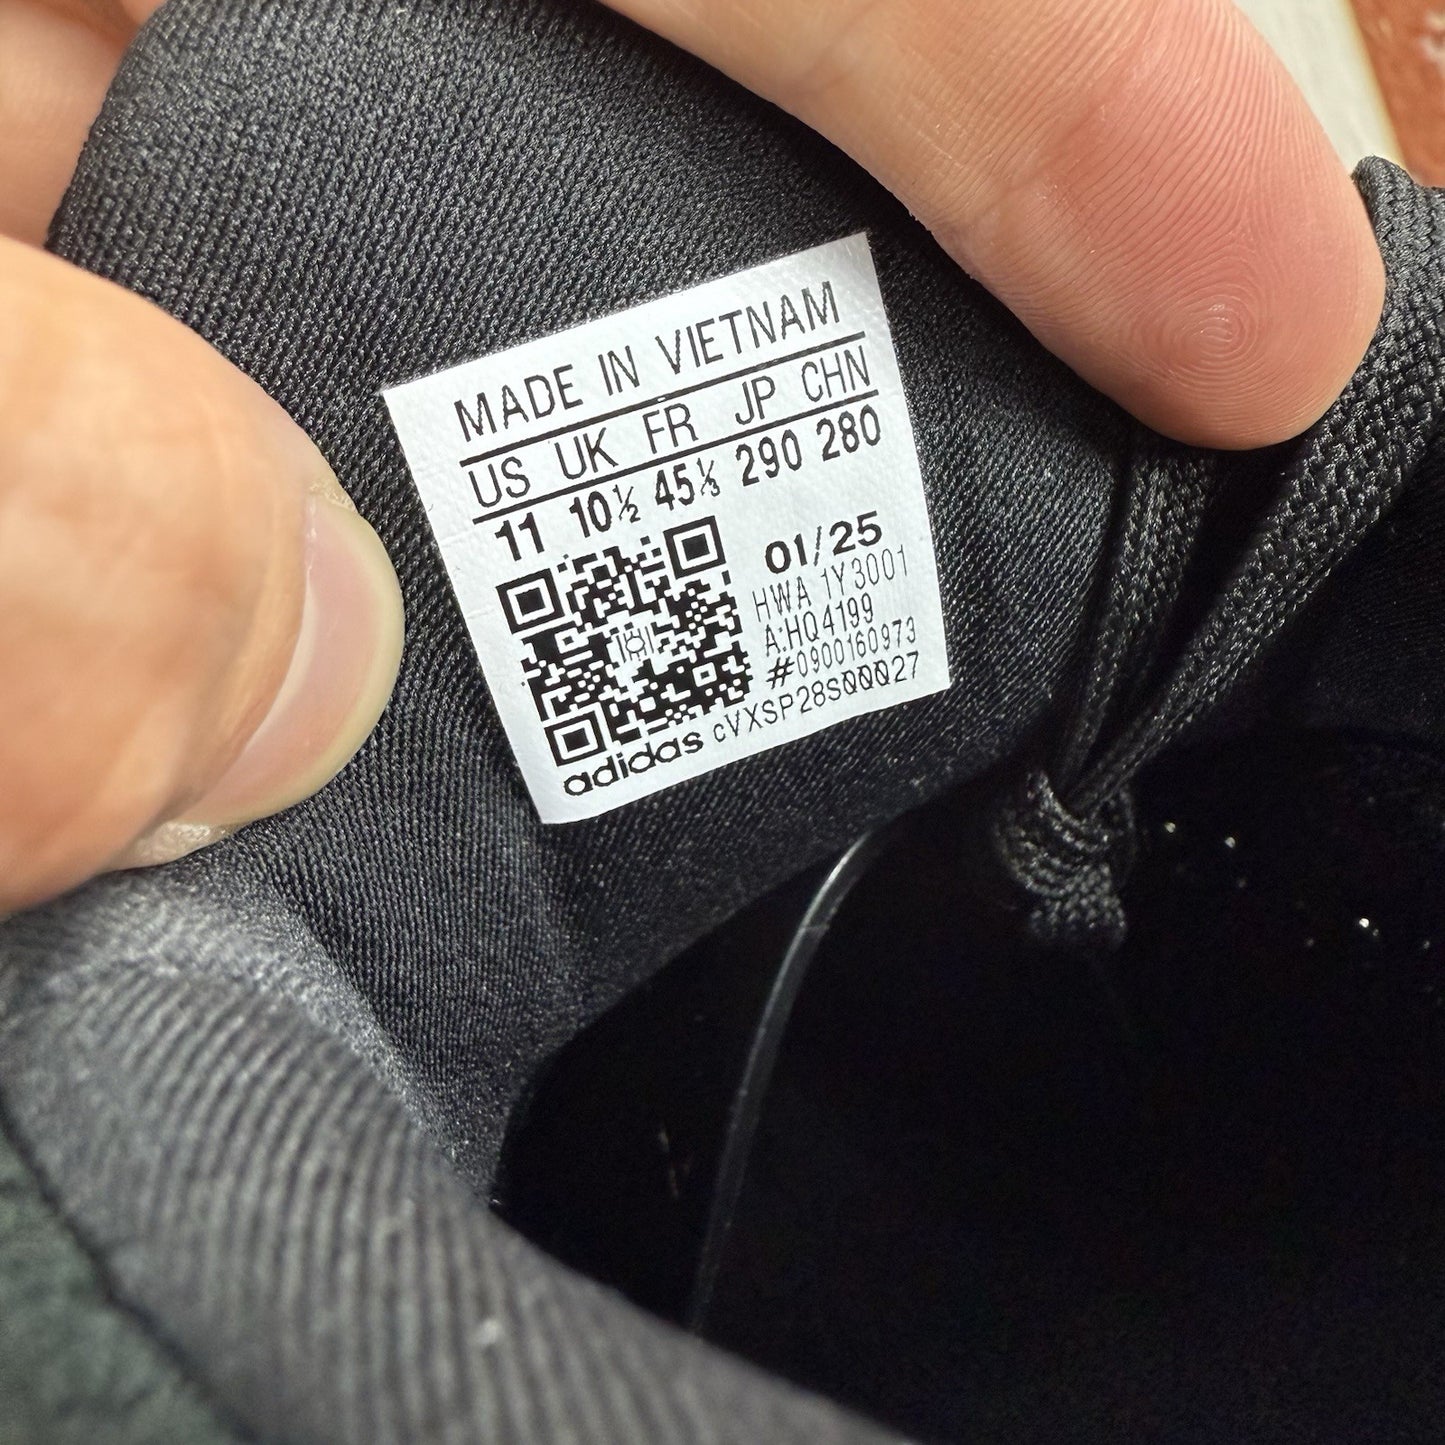 MADE IN VIETNAM
US UK FR JP CHN
11 10½ 45⅓ 290 280
01/25
HWA 1Y3001
A:HQ4199
#0900160973
adidas cVXSP28S00027